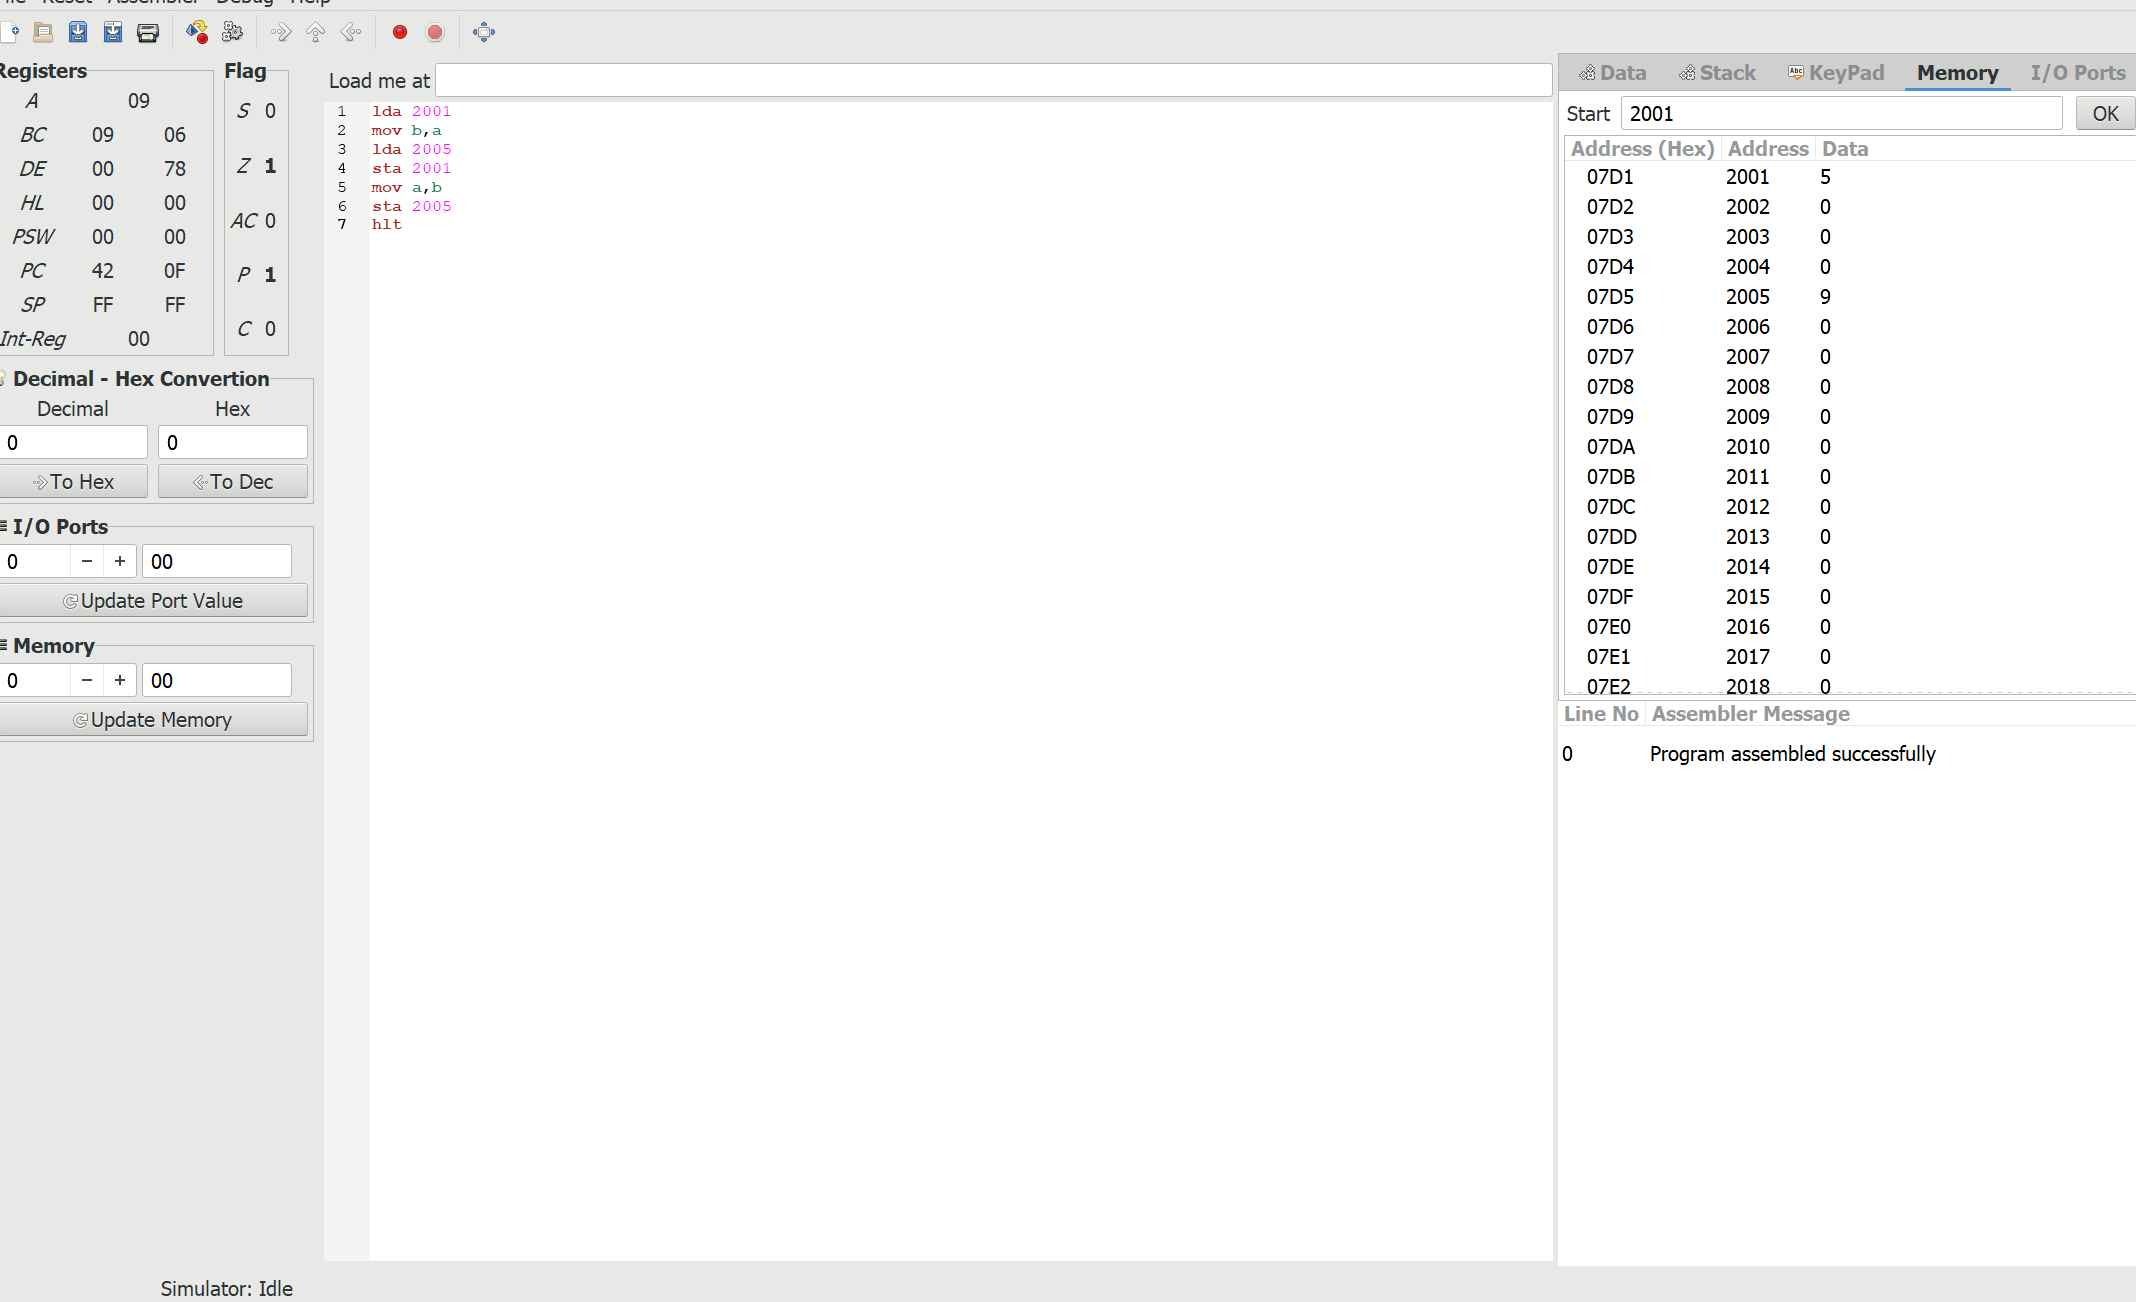 Reset Assembler Debug Help
Registers
A 09
BC 09 06
DE 00 78
HL 00 00
PSW 00 00
PC 42 0F
SP FF FF
Int-Reg 00
Flag
S 0
Z 1
AC 0
P 1
C 0
Decimal - Hex Convertion
Decimal Hex
0 0
To Hex To Dec
I/O Ports
0 − + 00
Update Port Value
Memory
0 − + 00
Update Memory
Load me at
1 lda 2001
2 mov b,a
3 lda 2005
4 sta 2001
5 mov a,b
6 sta 2005
7 hlt
Data Stack KeyPad Memory I/O Ports
Start 2001 OK
Address (Hex) Address Data
07D1 2001 5
07D2 2002 0
07D3 2003 0
07D4 2004 0
07D5 2005 9
07D6 2006 0
07D7 2007 0
07D8 2008 0
07D9 2009 0
07DA 2010 0
07DB 2011 0
07DC 2012 0
07DD 2013 0
07DE 2014 0
07DF 2015 0
07E0 2016 0
07E1 2017 0
07E2 2018 0
Line No Assembler Message
0 Program assembled successfully
Simulator: Idle